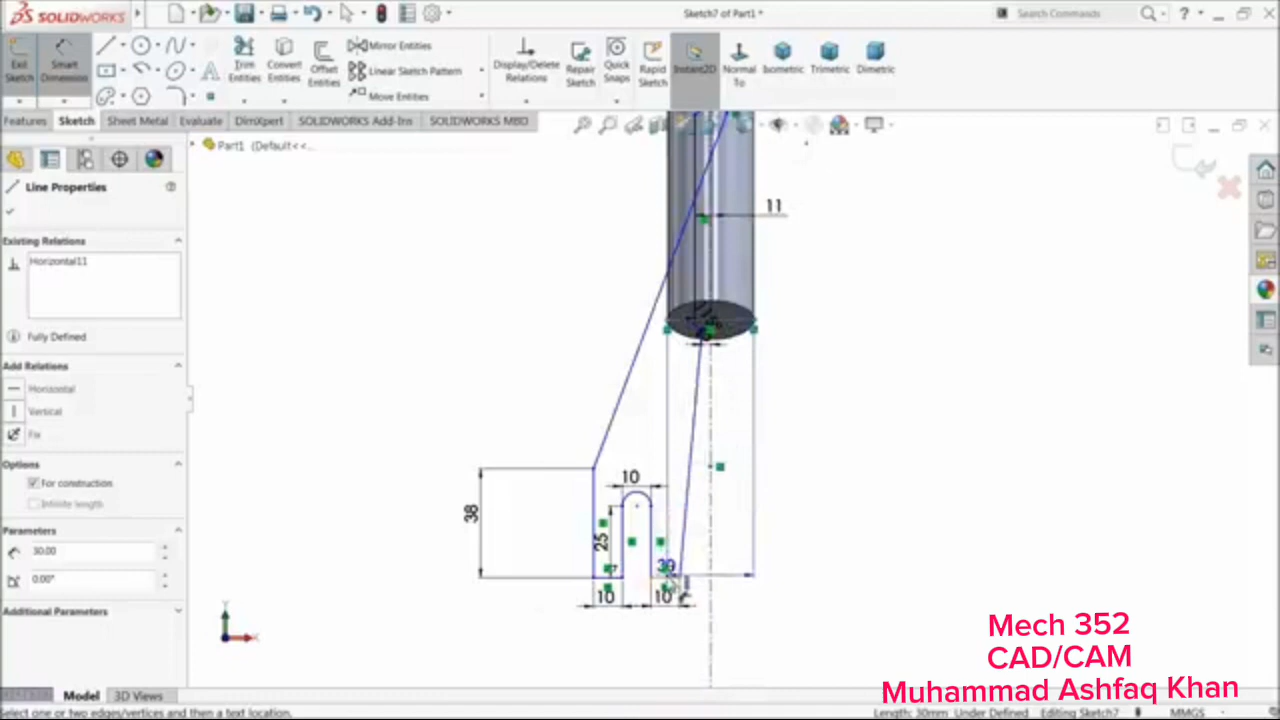 SOLIDWORKS
Sketch7 of Part1 *
Search Commands
Exit Sketch
Smart Dimension
Trim Entities
Convert Entities
Offset Entities
Mirror Entities
Linear Sketch Pattern
Move Entities
Display/Delete Relations
Repair Sketch
Quick Snaps
Rapid Sketch
Instant2D
Normal To
Isometric
Trimetric
Dimetric
Features
Sketch
Sheet Metal
Evaluate
DimXpert
SOLIDWORKS Add-Ins
SOLIDWORKS MBD
Part1 (Default<<...
Line Properties
Existing Relations
Horizontal11
Fully Defined
Add Relations
Horizontal
Vertical
Fix
Options
For construction
Infinite length
Parameters
30.00
0.00°
Additional Parameters
11
10
38
25
30
10
10
Y
X
Mech 352
CAD/CAM
Muhammad Ashfaq Khan
Model
3D Views
Select one or two edges/vertices and then a text location.
Length: 30mm
Under Defined
Editing Sketch7
MMGS